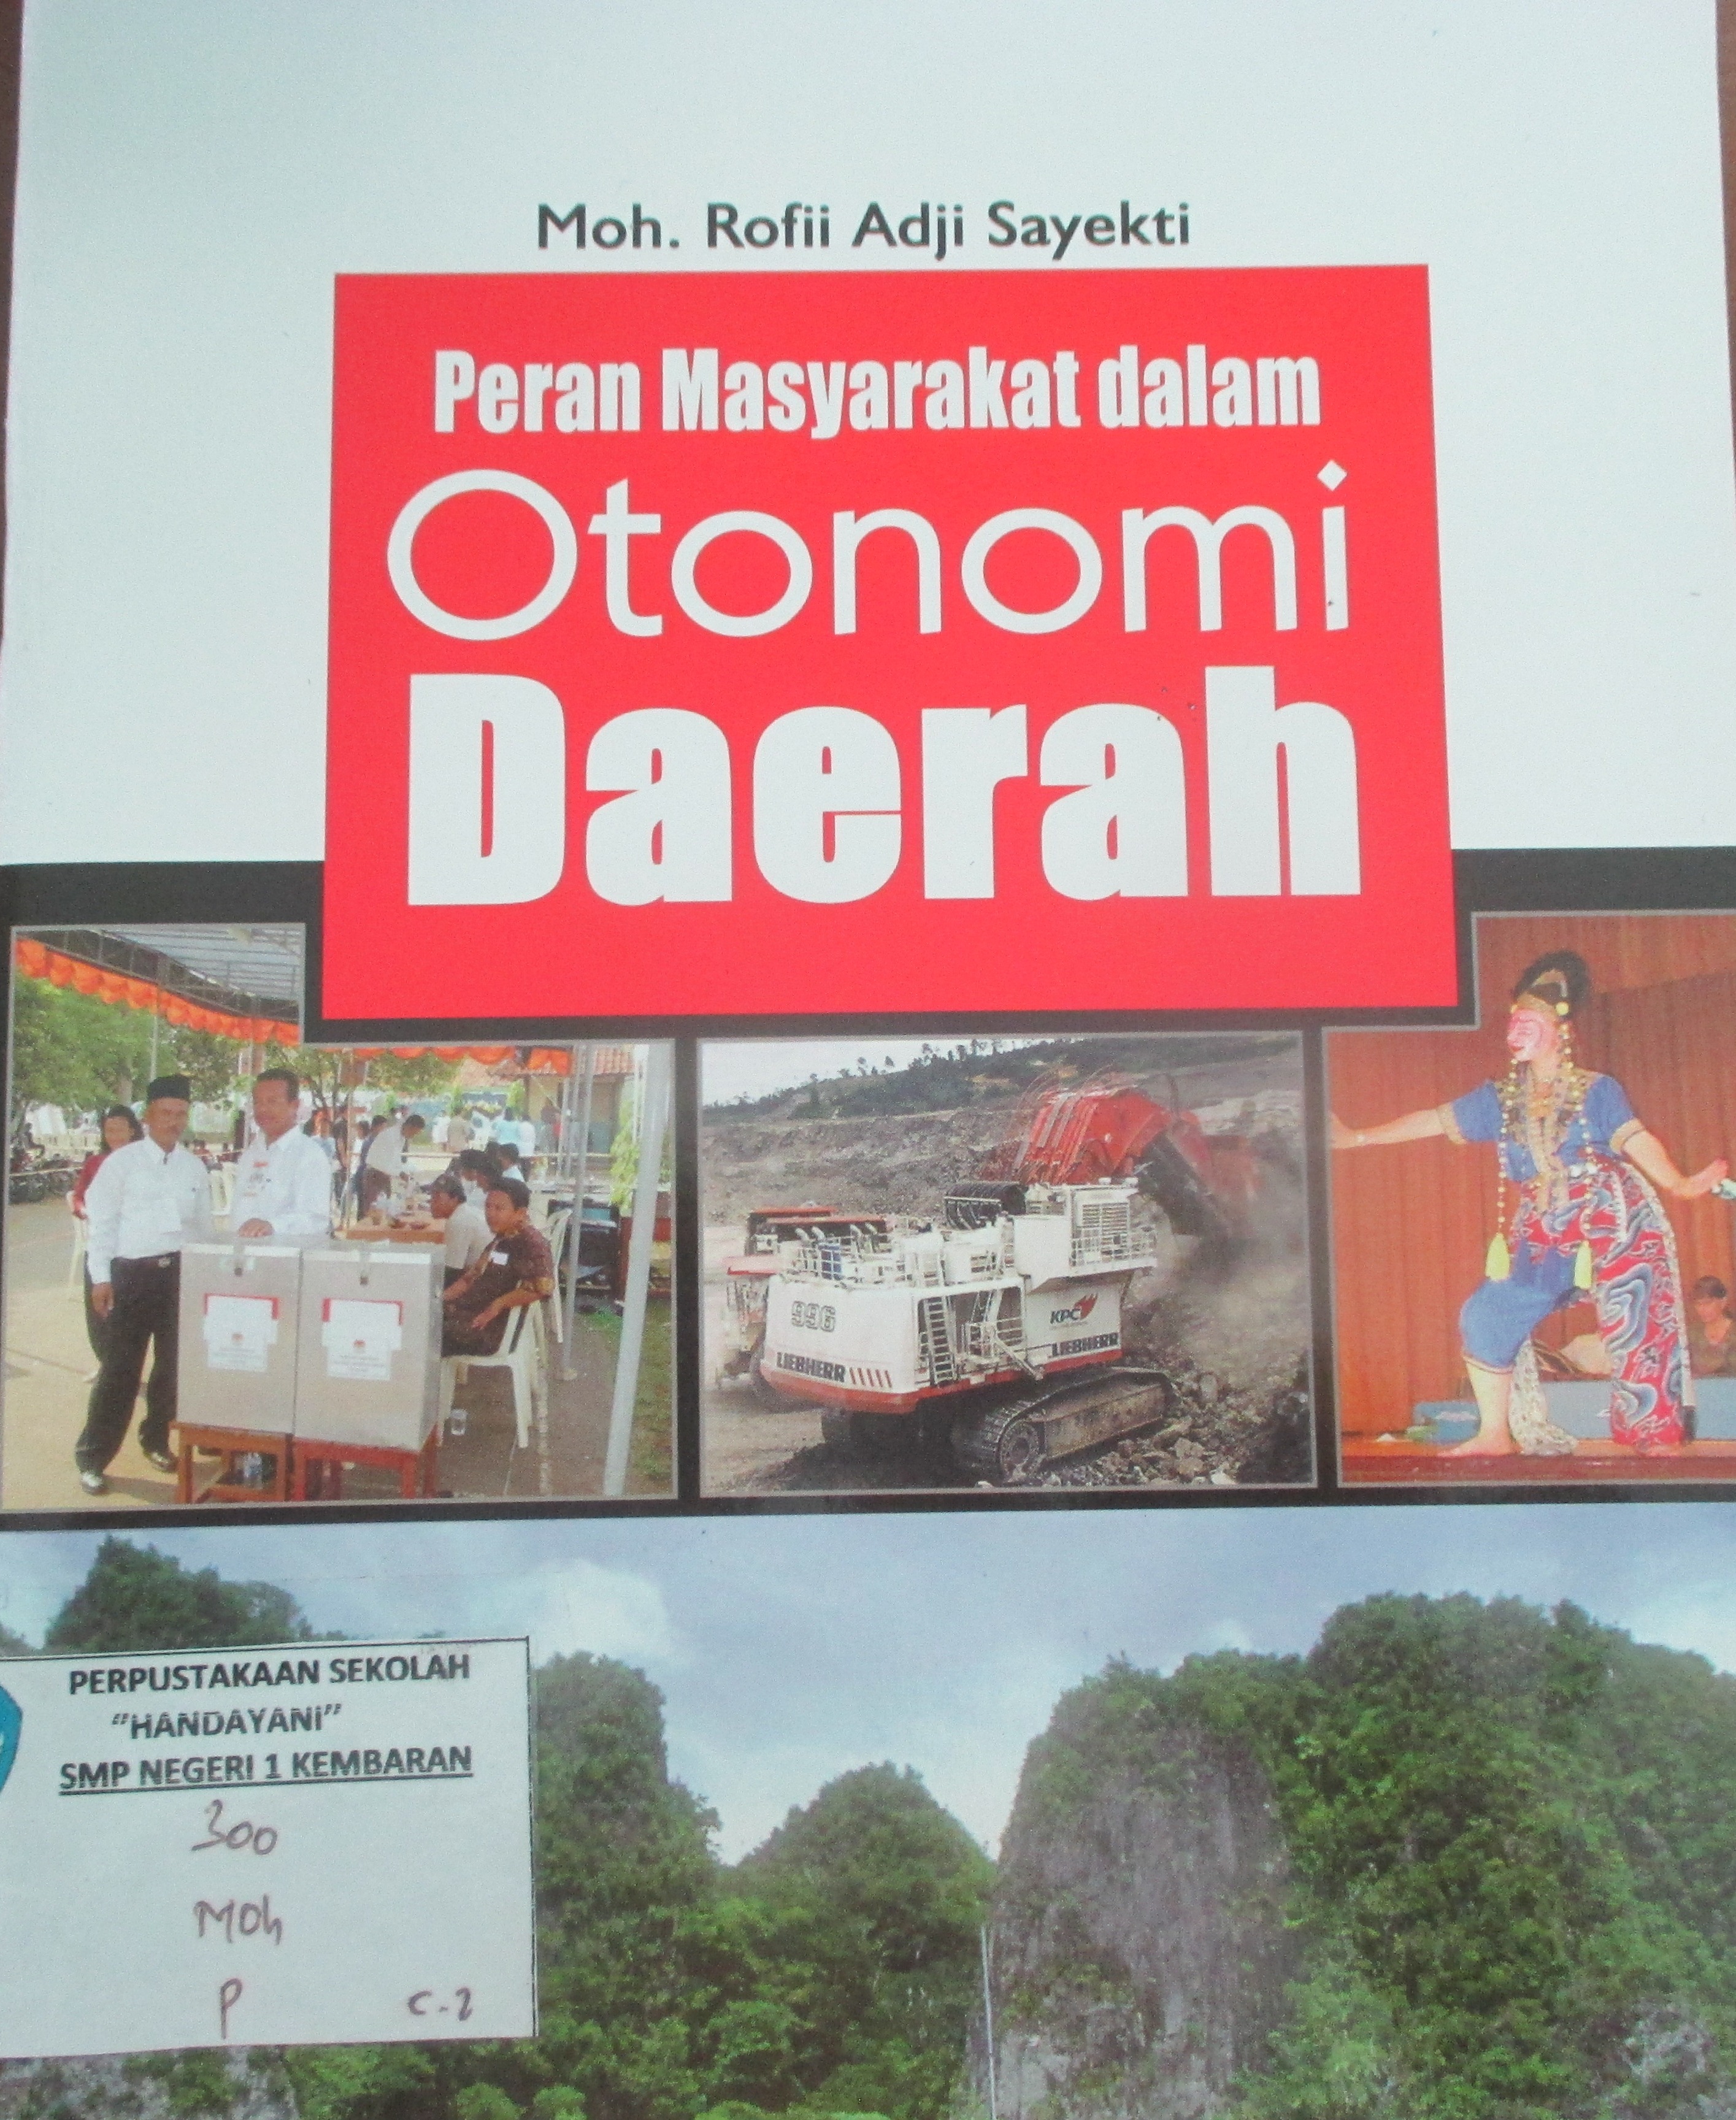 Moh. Rofii Adji Sayekti
Peran Masyarakat dalam
Otonomi
Daerah
996
LIEBHERR
KPC
LIEBHERR
PERPUSTAKAAN SEKOLAH
"HANDAYANI"
SMP NEGERI 1 KEMBARAN
300
Moh
P C-2